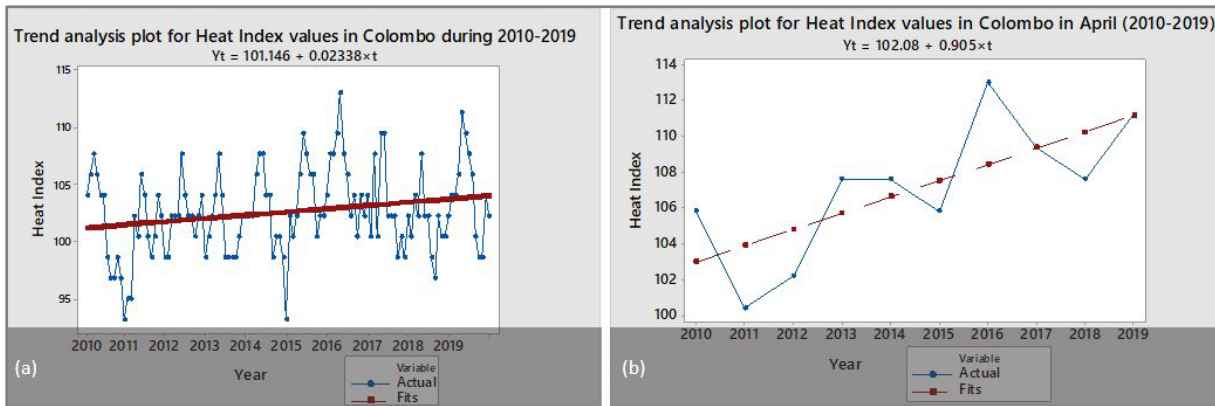 Trend analysis plot for Heat Index values in Colombo during 2010-2019
Yt = 101.146 + 0.02338×t
115
110
105
100
95
Heat Index
2010 2011 2012 2013 2014 2015 2016 2017 2018 2019
Year
Variable
Actual
Fits
(a)
Trend analysis plot for Heat Index values in Colombo in April (2010-2019)
Yt = 102.08 + 0.905×t
114
112
110
108
106
104
102
100
Heat Index
2010 2011 2012 2013 2014 2015 2016 2017 2018 2019
Year
Variable
Actual
Fits
(b)